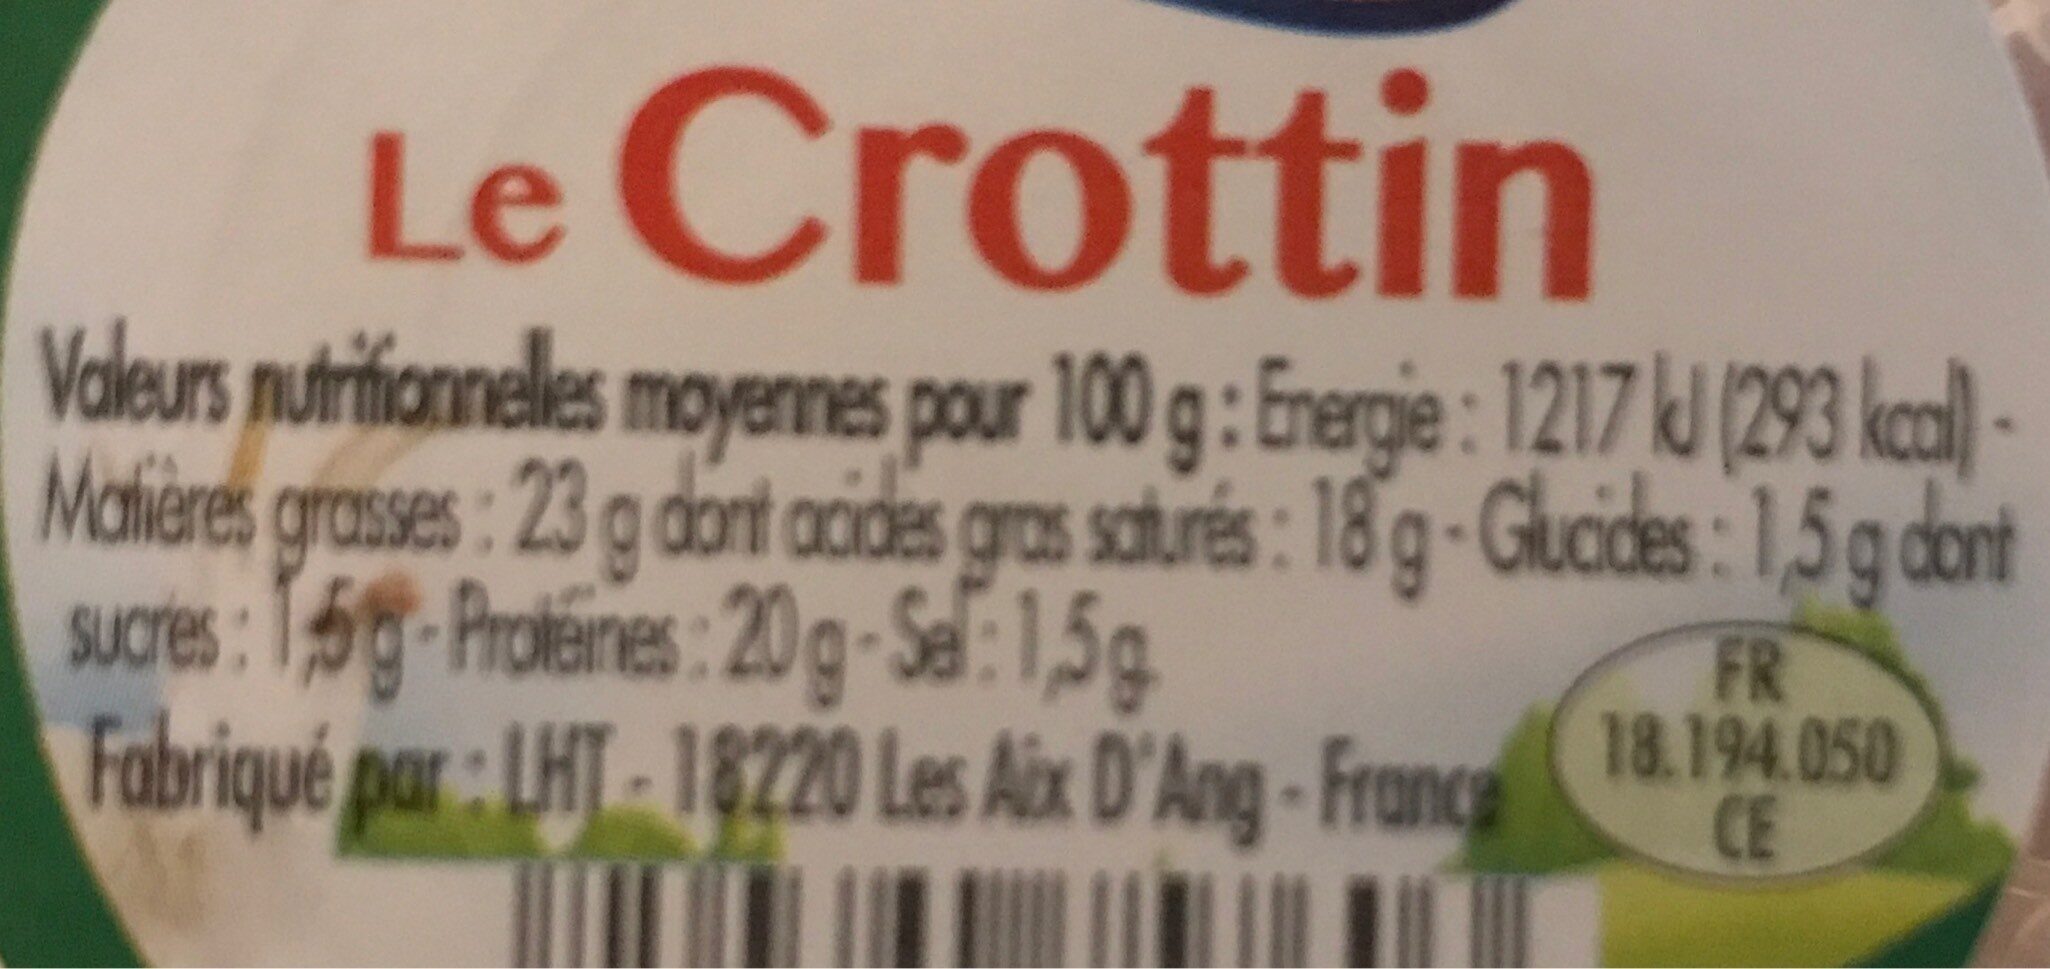 Le Crottin
Valeurs nutritionnelles moyennes pour 100 g : Energie : 1217 kJ (293 kcal) -
Matières grasses : 23 g dont acides gras saturés : 18 g - Glucides : 1,5 g dont
sucres : 1,5 g - Protéines : 20 g - Sel : 1,5 g.
Fabriqué par : LHT - 18220 Les Aix D'Ang - France
FR
18.194.050
CE